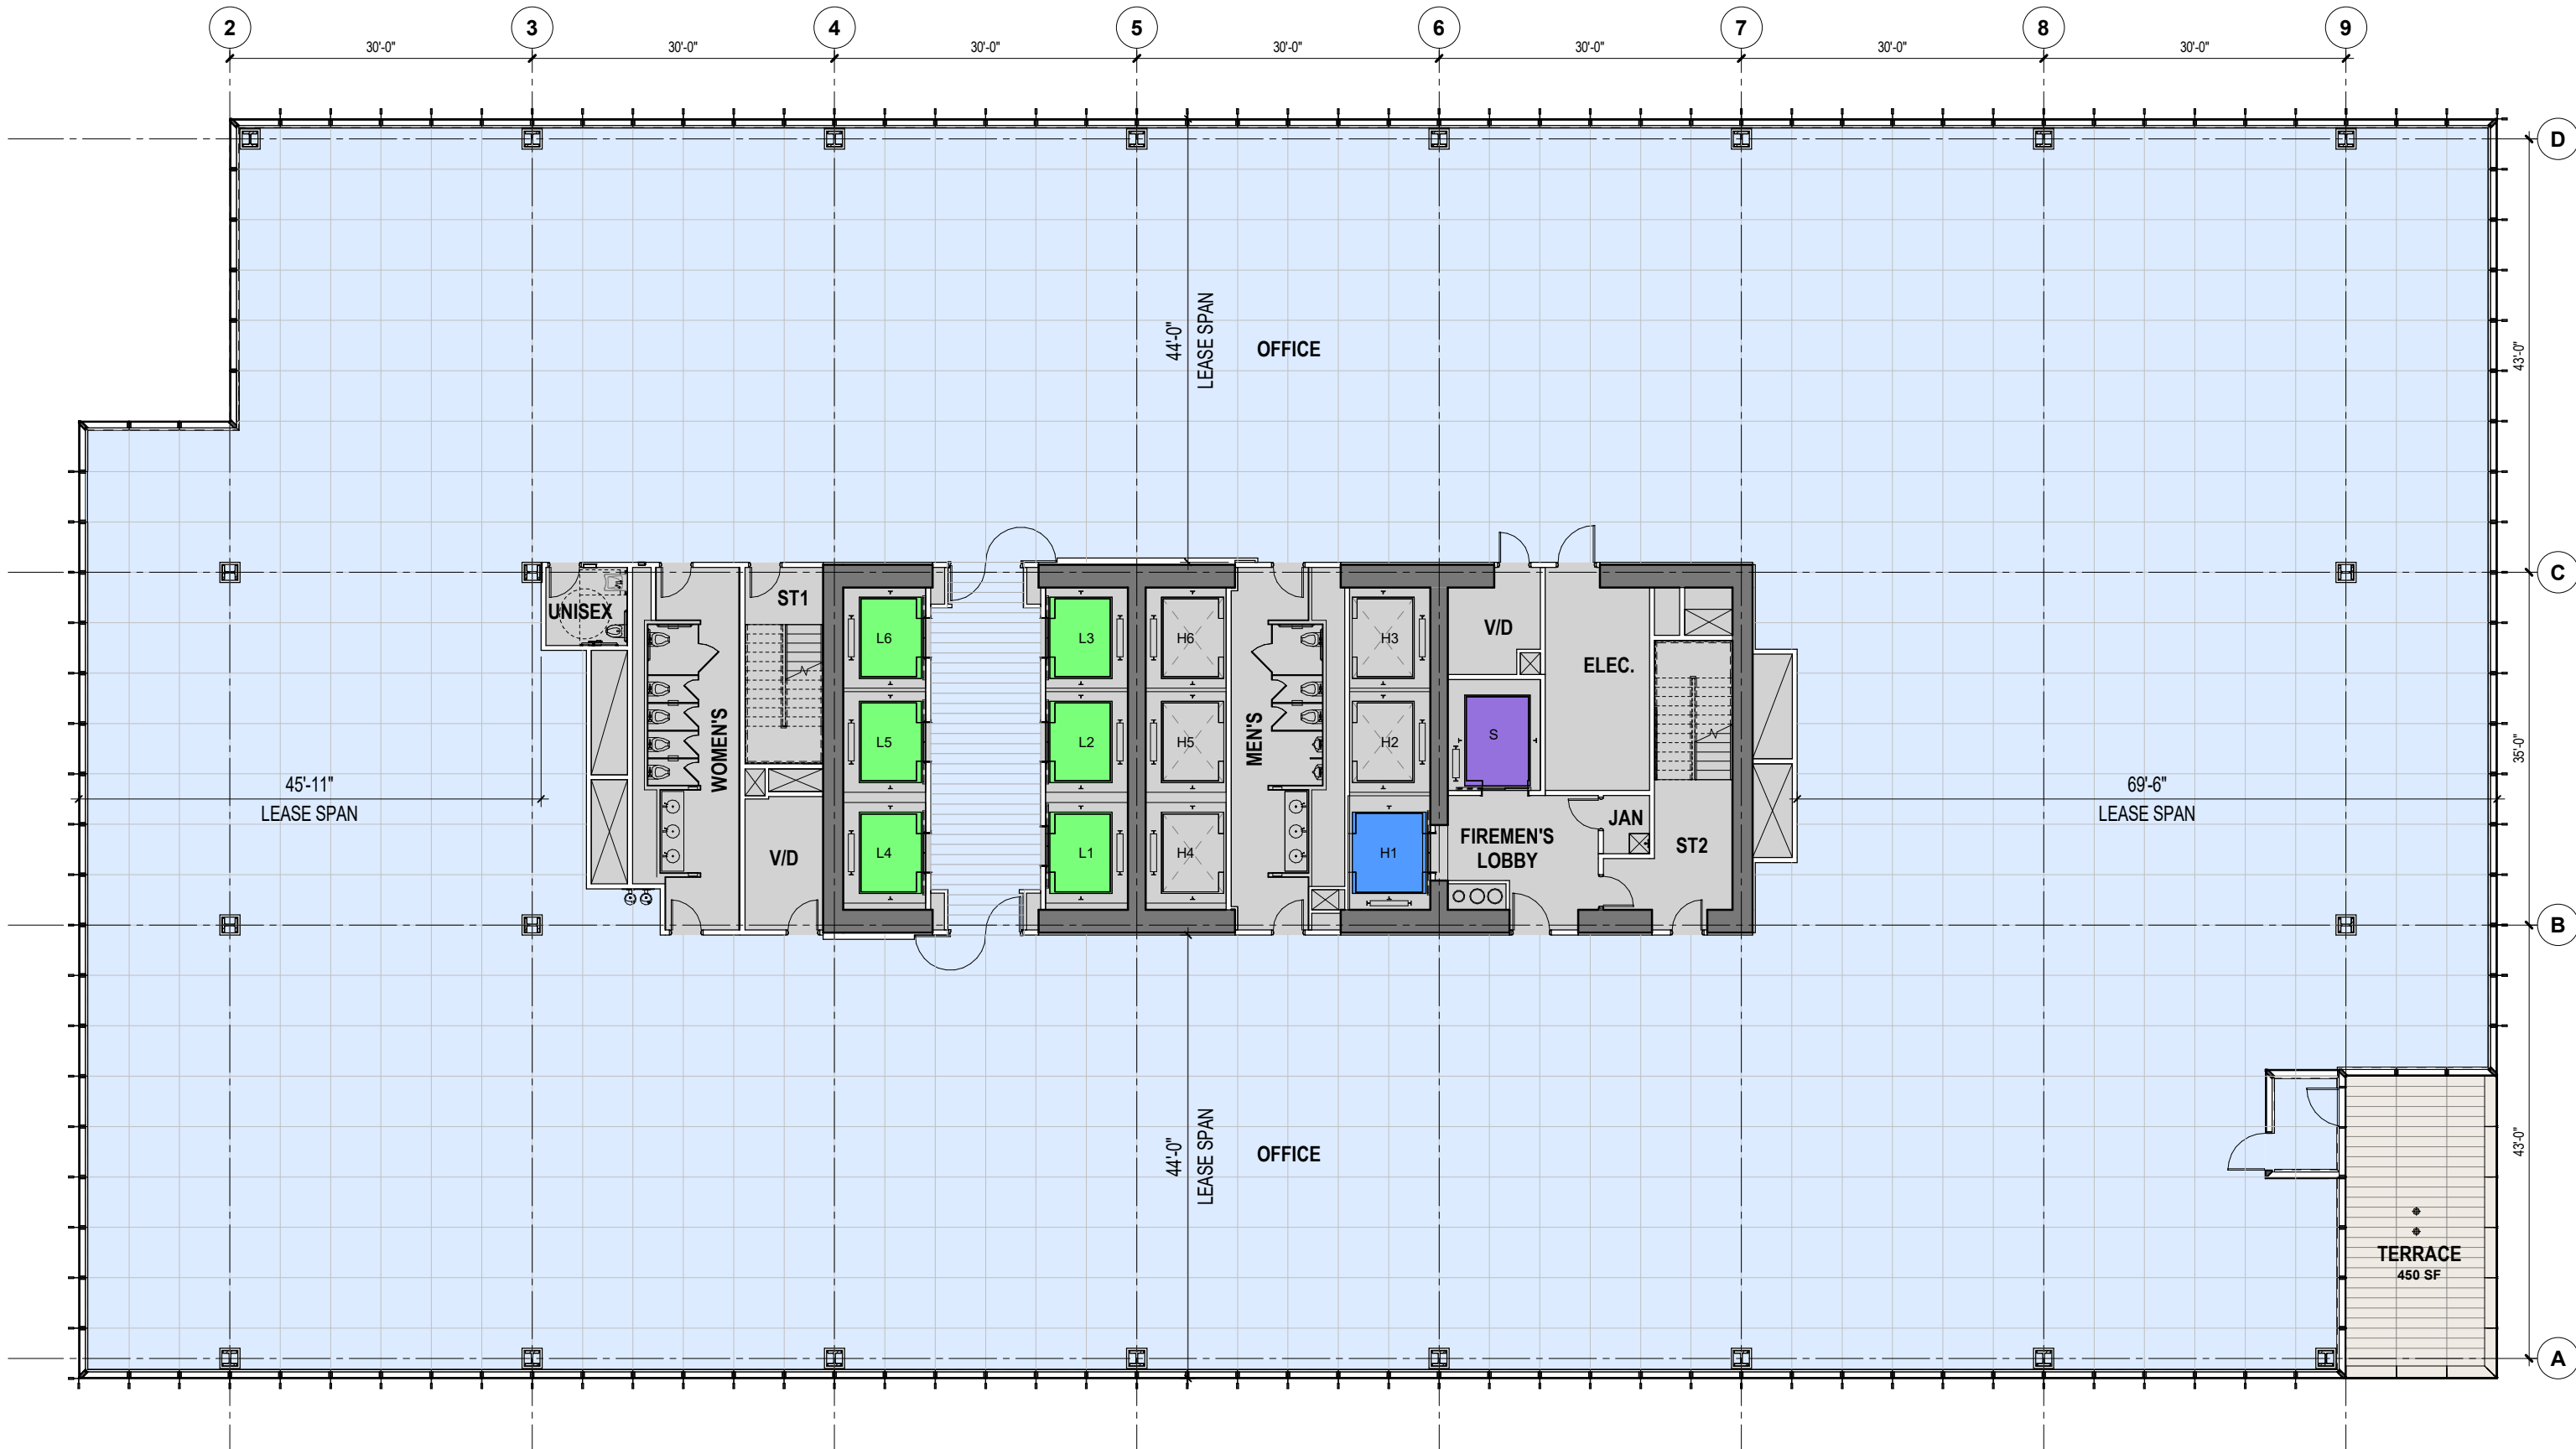 2 3 4 5 6 7 8 9
30'-0" 30'-0" 30'-0" 30'-0" 30'-0" 30'-0" 30'-0"
D
44'-0"
LEASE SPAN
OFFICE
43'-0"
C
UNISEX
ST1
L6
L3
H6
H3
V/D
ELEC.
WOMEN'S
L5
L2
H5
MEN'S
H2
S
35'-0"
45'-11"
LEASE SPAN
69'-6"
LEASE SPAN
V/D
L4
L1
H4
H1
FIREMEN'S
LOBBY
JAN
ST2
B
44'-0"
LEASE SPAN
OFFICE
43'-0"
TERRACE
450 SF
A